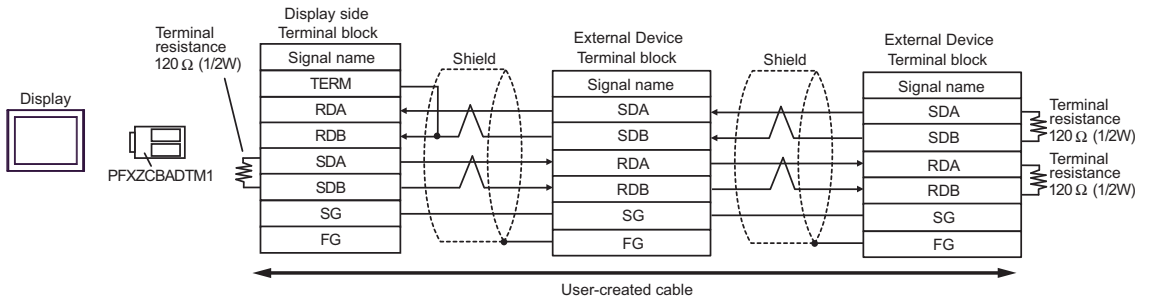 Display
PFXZCBADTM1
Terminal
resistance
120 Ω (1/2W)
Display side
Terminal block
Signal name
TERM
RDA
RDB
SDA
SDB
SG
FG
Shield
External Device
Terminal block
Signal name
SDA
SDB
RDA
RDB
SG
FG
Shield
External Device
Terminal block
Signal name
SDA
SDB
RDA
RDB
SG
FG
Terminal
resistance
120 Ω (1/2W)
Terminal
resistance
120 Ω (1/2W)
User-created cable